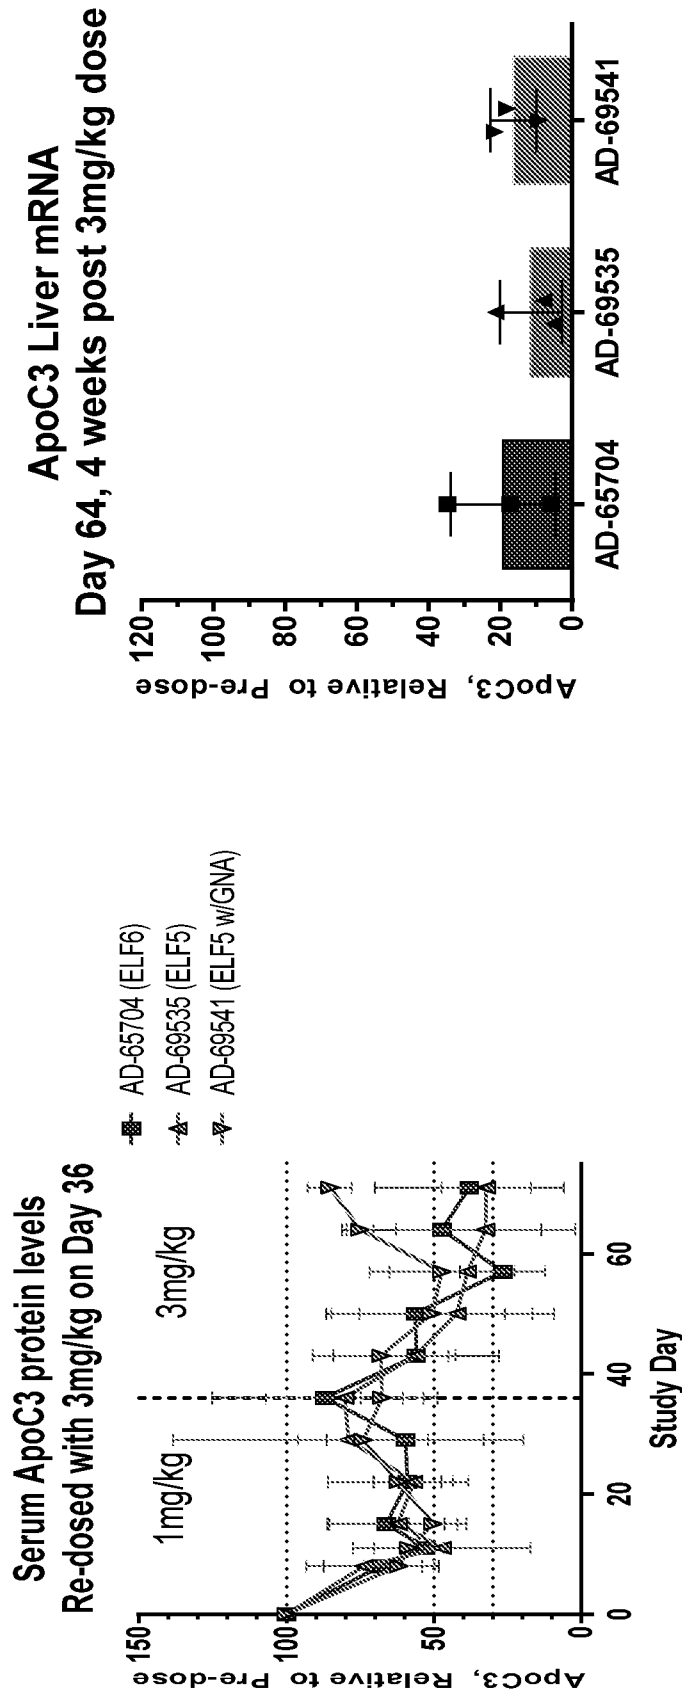 Serum ApoC3 protein levels
Re-dosed with 3mg/kg on Day 36
1mg/kg
3mg/kg
ApoC3, Relative to Pre-dose
150
100
50
0
0
20
40
60
Study Day
AD-65704 (ELF6)
AD-69535 (ELF5)
AD-69541 (ELF5 w/GNA)
ApoC3 Liver mRNA
Day 64, 4 weeks post 3mg/kg dose
ApoC3, Relative to Pre-dose
120
100
80
60
40
20
0
AD-65704
AD-69535
AD-69541